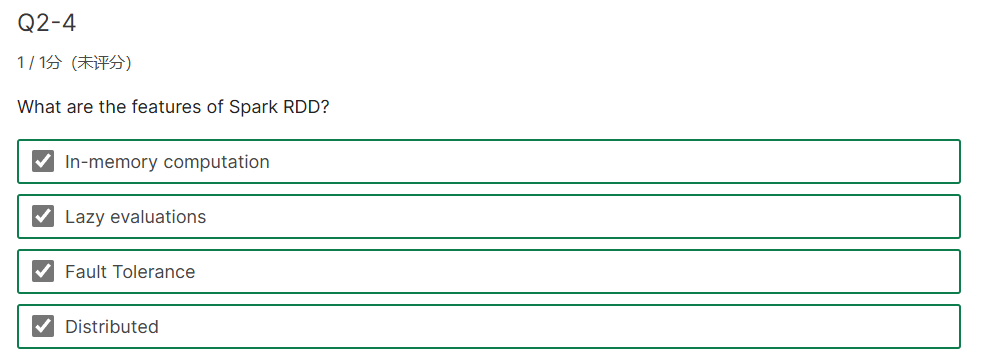 Q2-4
1 / 1分（未评分）
What are the features of Spark RDD?
In-memory computation
Lazy evaluations
Fault Tolerance
Distributed